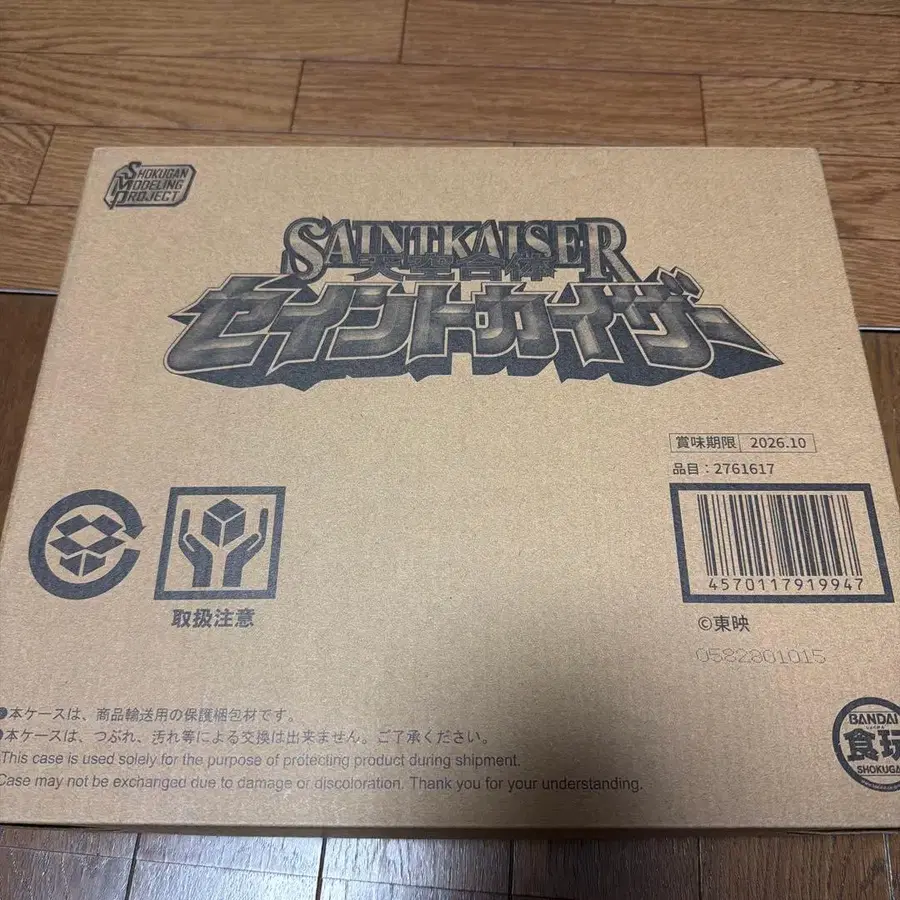 SHOKUGAN
MODELING
PROJECT
SAINTKAISER
天空合体
セイントカイザー
賞味期限 2026.10
品目：2761617
4570117919947
取扱注意
©東映
0582801015
●本ケースは、商品輸送用の保護梱包材です。
●本ケースは、つぶれ、汚れ等による交換は出来ません。ご了承ください。
This case is used solely for the purpose of protecting product during shipment.
Case may not be exchanged due to damage or discoloration. Thank you for your understanding.
BANDAI
食玩
SHOKUGA